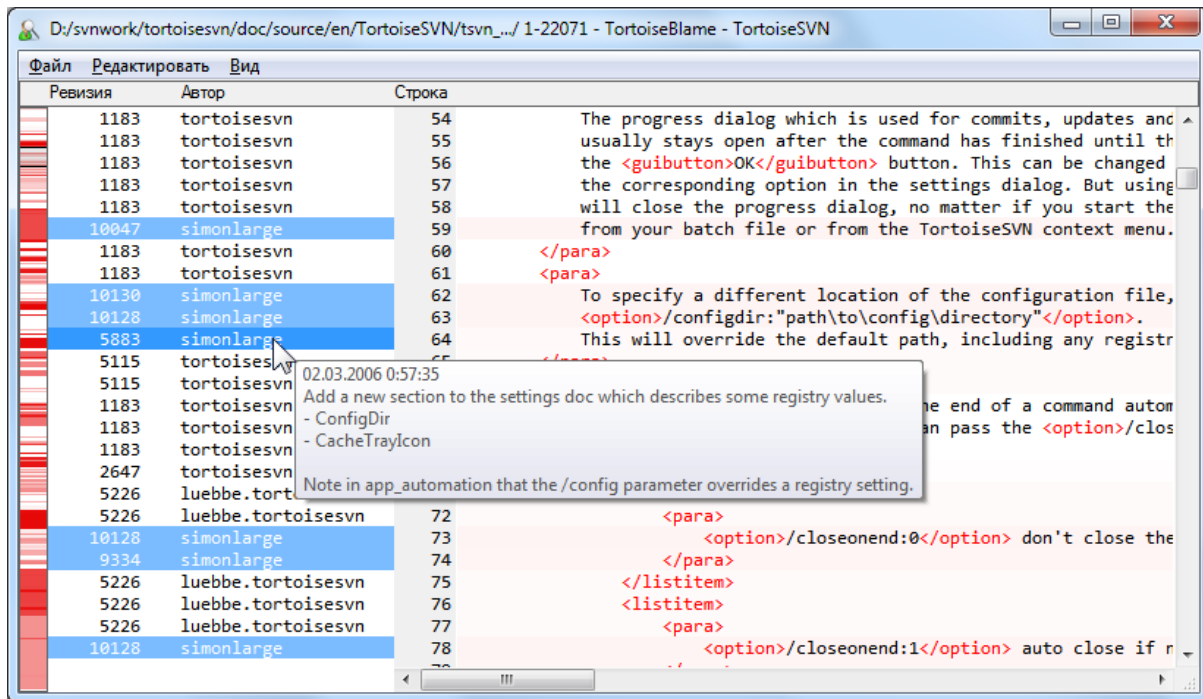 D:/svnwork/tortoisesvn/doc/source/en/TortoiseSVN/tsvn_.../ 1-22071 - TortoiseBlame - TortoiseSVN
Файл Редактировать Вид
Ревизия Автор Строка
1183 tortoisesvn 54 The progress dialog which is used for commits, updates and
1183 tortoisesvn 55 usually stays open after the command has finished until th
1183 tortoisesvn 56 the <guibutton>OK</guibutton> button. This can be changed
1183 tortoisesvn 57 the corresponding option in the settings dialog. But using
1183 tortoisesvn 58 will close the progress dialog, no matter if you start the
10047 simonlarge 59 from your batch file or from the TortoiseSVN context menu.
1183 tortoisesvn 60 </para>
1183 tortoisesvn 61 <para>
10130 simonlarge 62 To specify a different location of the configuration file,
10128 simonlarge 63 <option>/configdir:"path\to\config\directory"</option>.
5883 simonlarge 64 This will override the default path, including any registr
5115 tortoises
02.03.2006 0:57:35
5115 tortoisesvn
Add a new section to the settings doc which describes some registry values.
1183 tortoisesvn he end of a command autom
- ConfigDir
1183 tortoisesvn an pass the <option>/clos
- CacheTrayIcon
1183 tortoisesvn
2647 tortoisesvn
Note in app_automation that the /config parameter overrides a registry setting.
5226 luebbe.tort
5226 luebbe.tortoisesvn 72 <para>
10128 simonlarge 73 <option>/closeonend:0</option> don't close the
9334 simonlarge 74 </para>
5226 luebbe.tortoisesvn 75 </listitem>
5226 luebbe.tortoisesvn 76 <listitem>
5226 luebbe.tortoisesvn 77 <para>
10128 simonlarge 78 <option>/closeonend:1</option> auto close if n